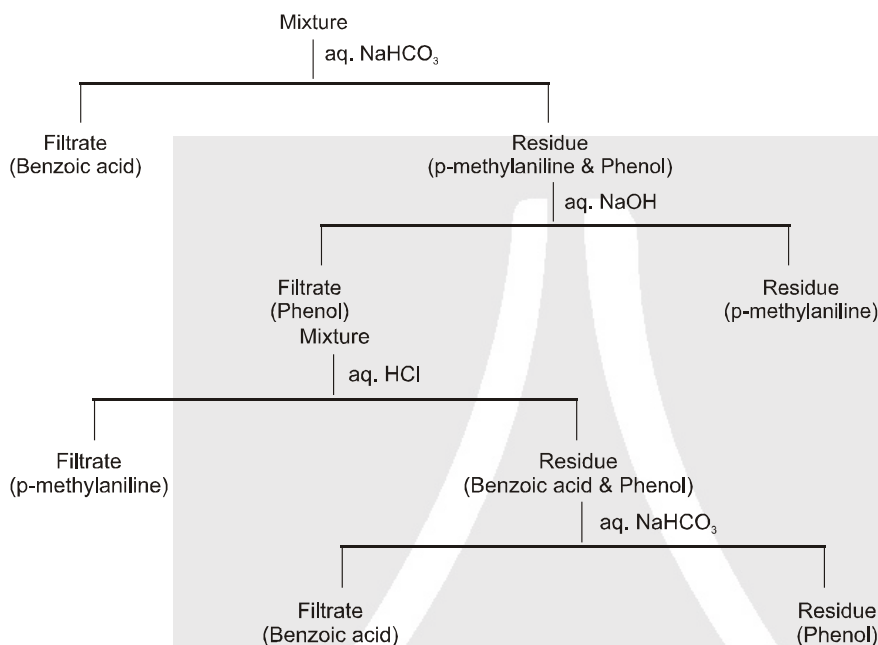 Mixture
aq. NaHCO₃
Filtrate
(Benzoic acid)
Residue
(p-methylaniline & Phenol)
aq. NaOH
Filtrate
(Phenol)
Residue
(p-methylaniline)
Mixture
aq. HCl
Filtrate
(p-methylaniline)
Residue
(Benzoic acid & Phenol)
aq. NaHCO₃
Filtrate
(Benzoic acid)
Residue
(Phenol)